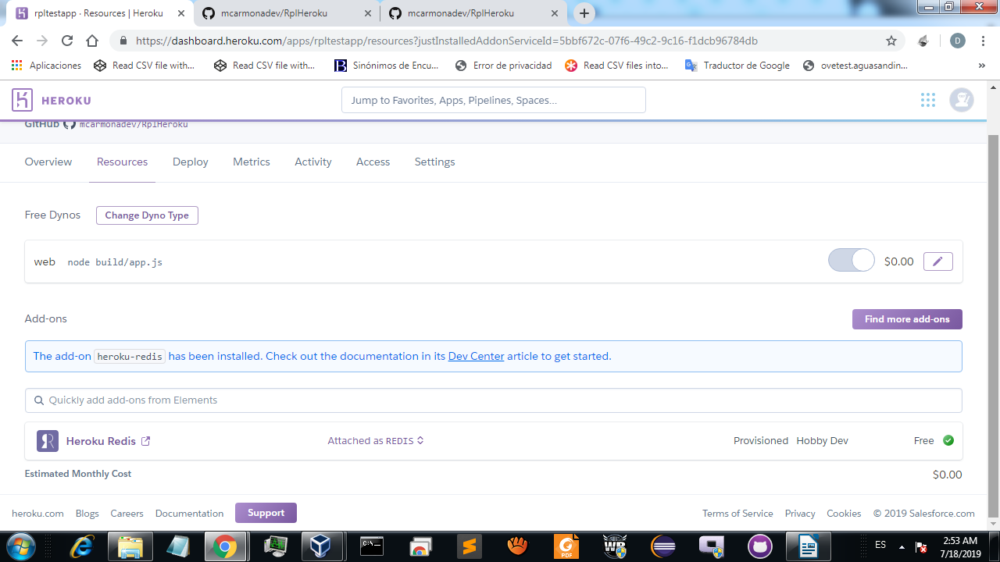 rpltestapp · Resources | Heroku
mcarmonadev/RplHeroku
mcarmonadev/RplHeroku
https://dashboard.heroku.com/apps/rpltestapp/resources?justInstalledAddonServiceId=5bbf672c-07f6-49c2-9c16-f1dcb96784db
D
Aplicaciones
Read CSV file with...
Read CSV file with...
B
Sinónimos de Encu...
Error de privacidad
Read CSV files into...
Traductor de Google
ovetest.aguasandin...
»
HEROKU
Jump to Favorites, Apps, Pipelines, Spaces...
GitHub mcarmonadev/RplHeroku
Overview
Resources
Deploy
Metrics
Activity
Access
Settings
Free Dynos
Change Dyno Type
web node build/app.js
$0.00
Add-ons
Find more add-ons
The add-on heroku-redis has been installed. Check out the documentation in its Dev Center article to get started.
Quickly add add-ons from Elements
Heroku Redis
Attached as REDIS
Provisioned
Hobby Dev
Free
Estimated Monthly Cost
$0.00
heroku.com
Blogs
Careers
Documentation
Support
Terms of Service
Privacy
Cookies
© 2019 Salesforce.com
PDF
ES
2:53 AM
7/18/2019